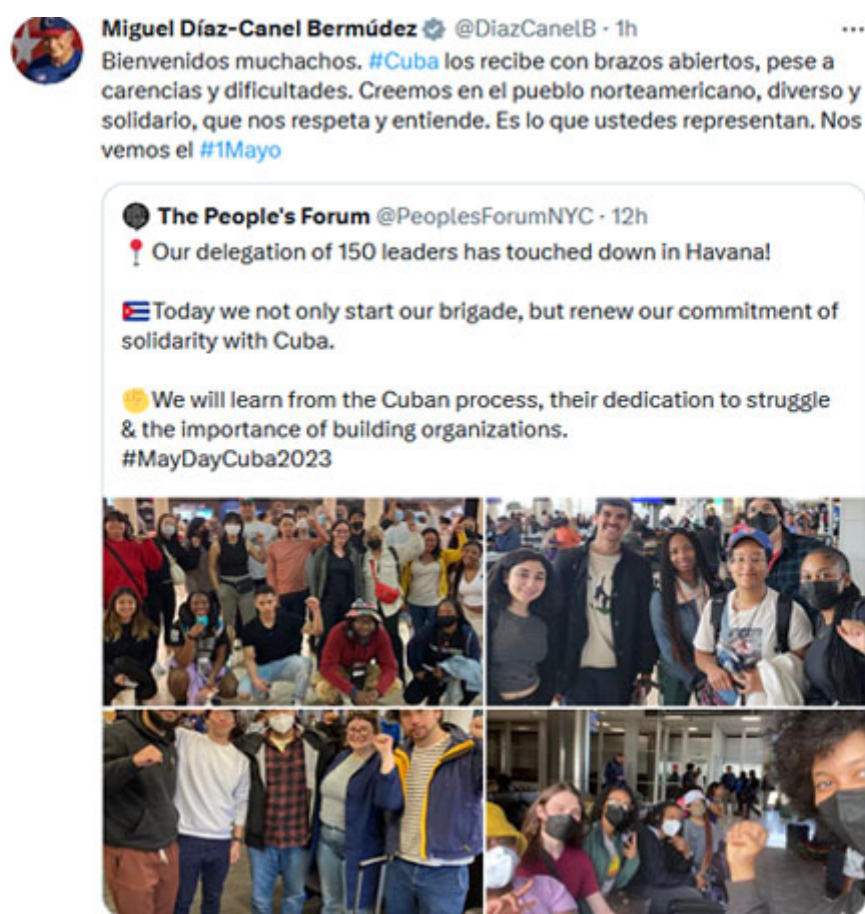 Miguel Díaz-Canel Bermúdez @DiazCanelB · 1h
Bienvenidos muchachos. #Cuba los recibe con brazos abiertos, pese a
carencias y dificultades. Creemos en el pueblo norteamericano, diverso y
solidario, que nos respeta y entiende. Es lo que ustedes representan. Nos
vemos el #1Mayo
The People's Forum @PeoplesForumNYC · 12h
📍 Our delegation of 150 leaders has touched down in Havana!
🇨🇺Today we not only start our brigade, but renew our commitment of
solidarity with Cuba.
✊We will learn from the Cuban process, their dedication to struggle
& the importance of building organizations.
#MayDayCuba2023